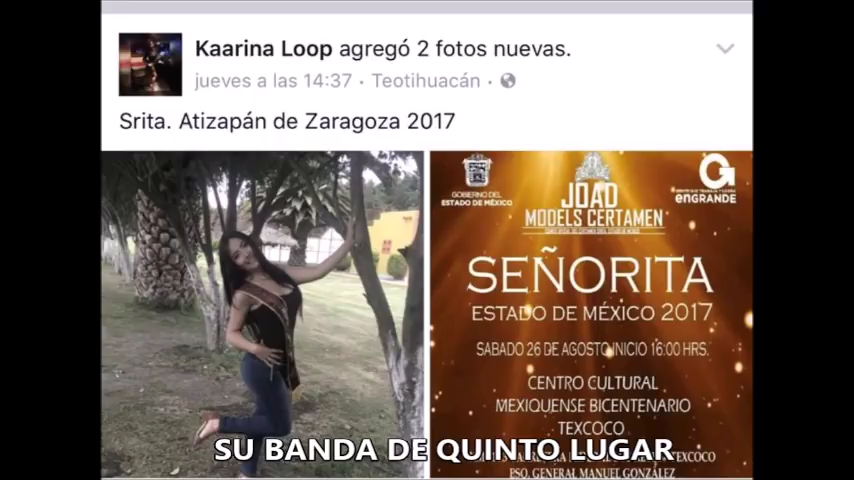 Kaarina Loop agregó 2 fotos nuevas.
jueves a las 14:37 · Teotihuacán ·
Srita. Atizapán de Zaragoza 2017
GOBIERNO DEL
ESTADO DE MÉXICO
JOAD
MODELS CERTAMEN
enGRANDE
SEÑORITA
ESTADO DE MÉXICO 2017
SABADO 26 DE AGOSTO INICIO 16:00 HRS.
CENTRO CULTURAL
MEXIQUENSE BICENTENARIO
TEXCOCO
SU BANDA DE QUINTO LUGAR
TEXCOCO
PSO. GENERAL MANUEL GONZÁLEZ